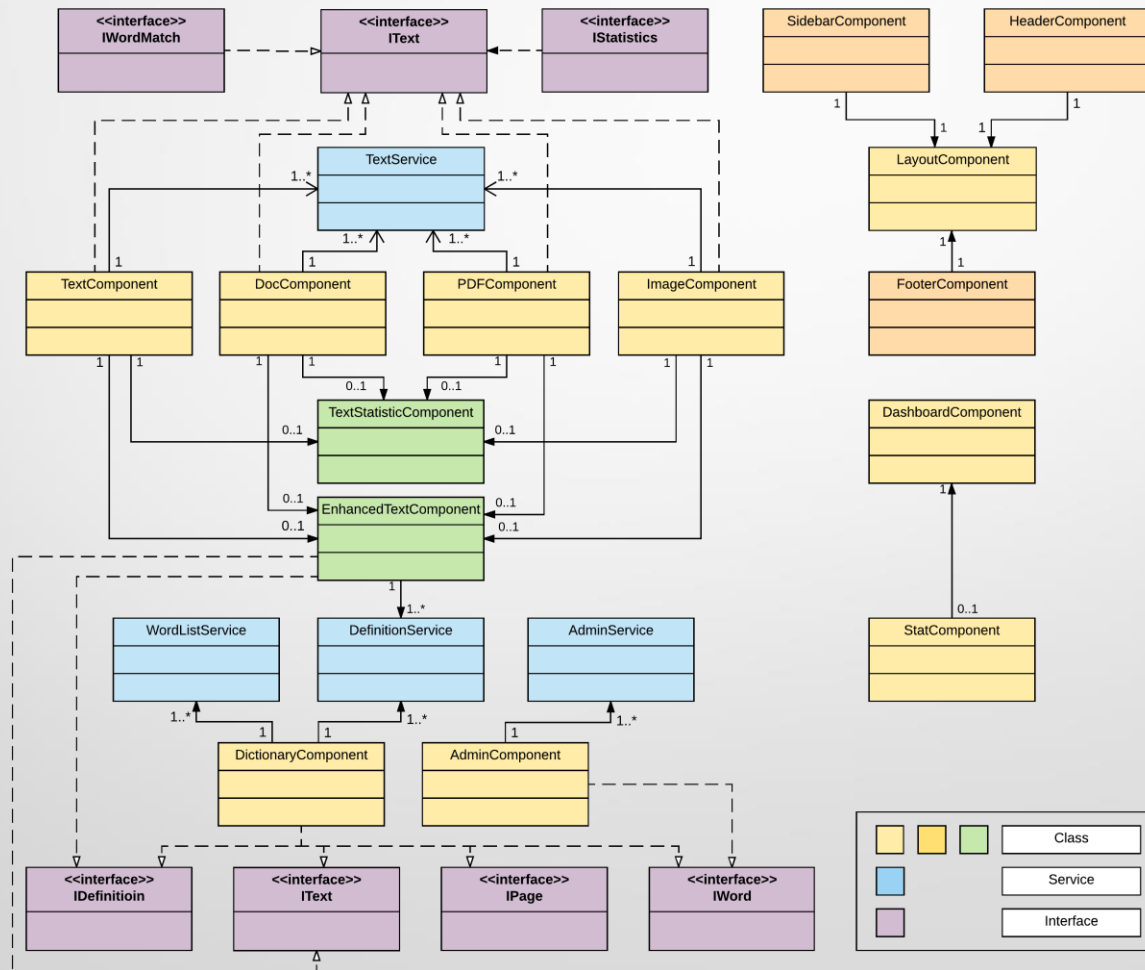 <<interface>>
IWordMatch
<<interface>>
IText
<<interface>>
IStatistics
SidebarComponent
HeaderComponent
1
1
1
1
TextService
LayoutComponent
1..*
1..*
1..*
1..*
1
1
1
1
1
1
TextComponent
DocComponent
PDFComponent
ImageComponent
FooterComponent
1
1
1
1
1
1
1
1
0..1
0..1
TextStatisticComponent
DashboardComponent
0..1
0..1
1
0..1
0..1
EnhancedTextComponent
0..1
0..1
1
1..*
0..1
WordListService
DefinitionService
AdminService
StatComponent
1..*
1..*
1..*
1
1
1
DictionaryComponent
AdminComponent
Class
<<interface>>
IDefinitioin
<<interface>>
IText
<<interface>>
IPage
<<interface>>
IWord
Service
Interface